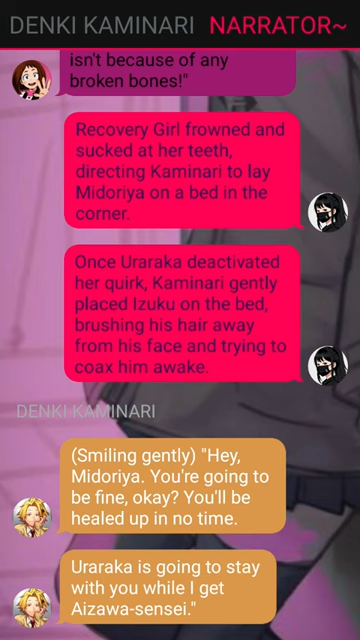 DENKI KAMINARI NARRATOR~
isn't because of any
broken bones!"
Recovery Girl frowned and
sucked at her teeth,
directing Kaminari to lay
Midoriya on a bed in the
corner.
Once Uraraka deactivated
her quirk, Kaminari gently
placed Izuku on the bed,
brushing his hair away
from his face and trying to
coax him awake.
DENKI KAMINARI
(Smiling gently) "Hey,
Midoriya. You're going to
be fine, okay? You'll be
healed up in no time.
Uraraka is going to stay
with you while I get
Aizawa-sensei."